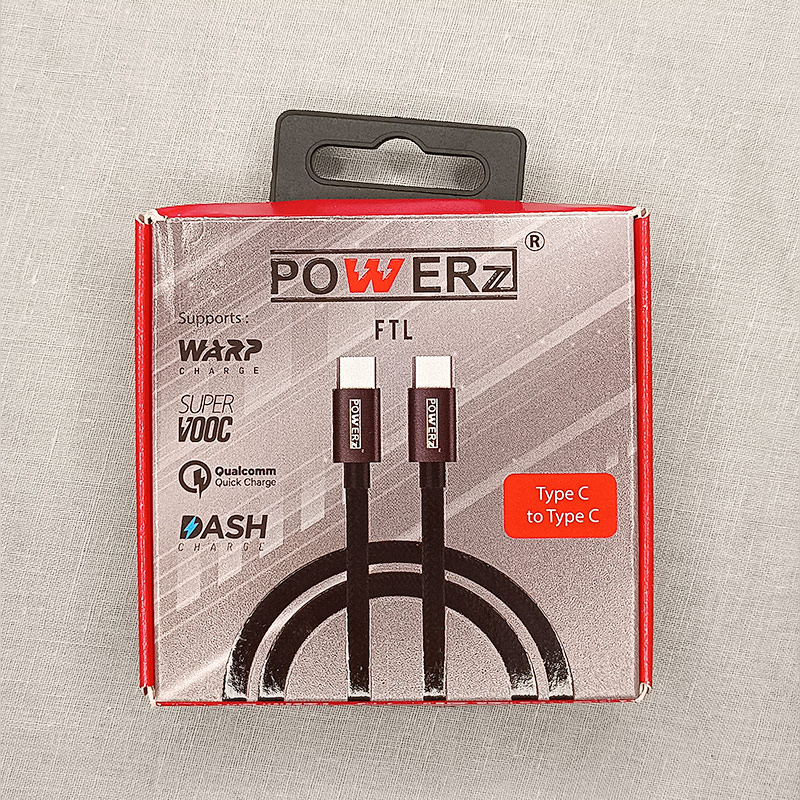 POWERZ®
FTL
Supports :
WARP
CHARGE
SUPER
VOOC
Qualcomm
Quick Charge
DASH
CHARGE
POWERZ
POWERZ
Type C
to Type C